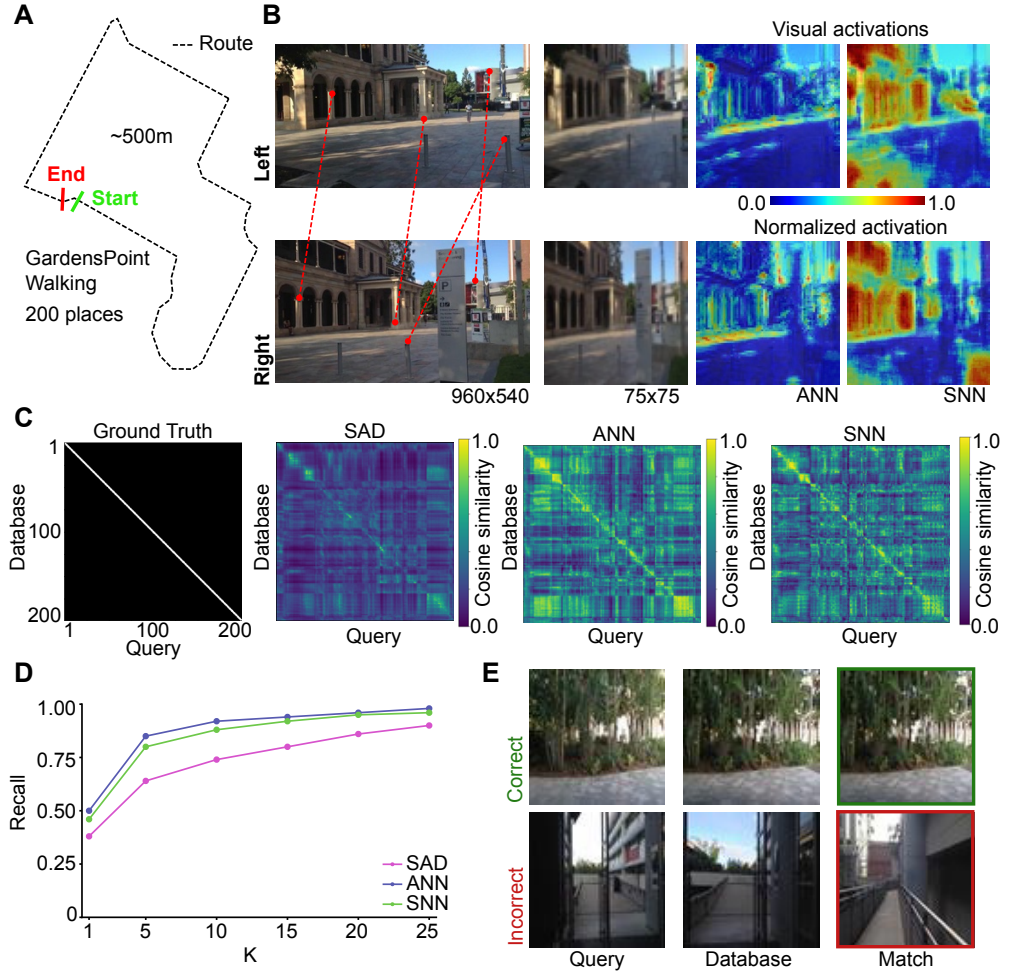 A
Route
~500m
End
Start
GardensPoint
Walking
200 places
B
Visual activations
Left
0.0
1.0
Normalized activation
Right
P
960x540
75x75
ANN
SNN
C
Ground Truth
SAD
ANN
SNN
1
100
200
Database
1
100
200
Query
Database
Query
1.0
Cosine similarity
0.0
Database
Query
1.0
Cosine similarity
0.0
Database
Query
1.0
Cosine similarity
0.0
D
1.00
0.75
0.50
0.25
0
Recall
SAD
ANN
SNN
1
5
10
15
20
25
K
E
Correct
Incorrect
Query
Database
Match